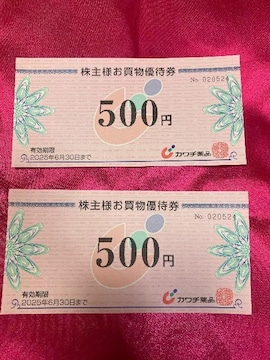 株主様お買物優待券
No. 020524
500円
有効期限
2025年6月30日まで
カワチ薬品
株主様お買物優待券
No. 020524
500円
有効期限
2025年6月30日まで
カワチ薬品